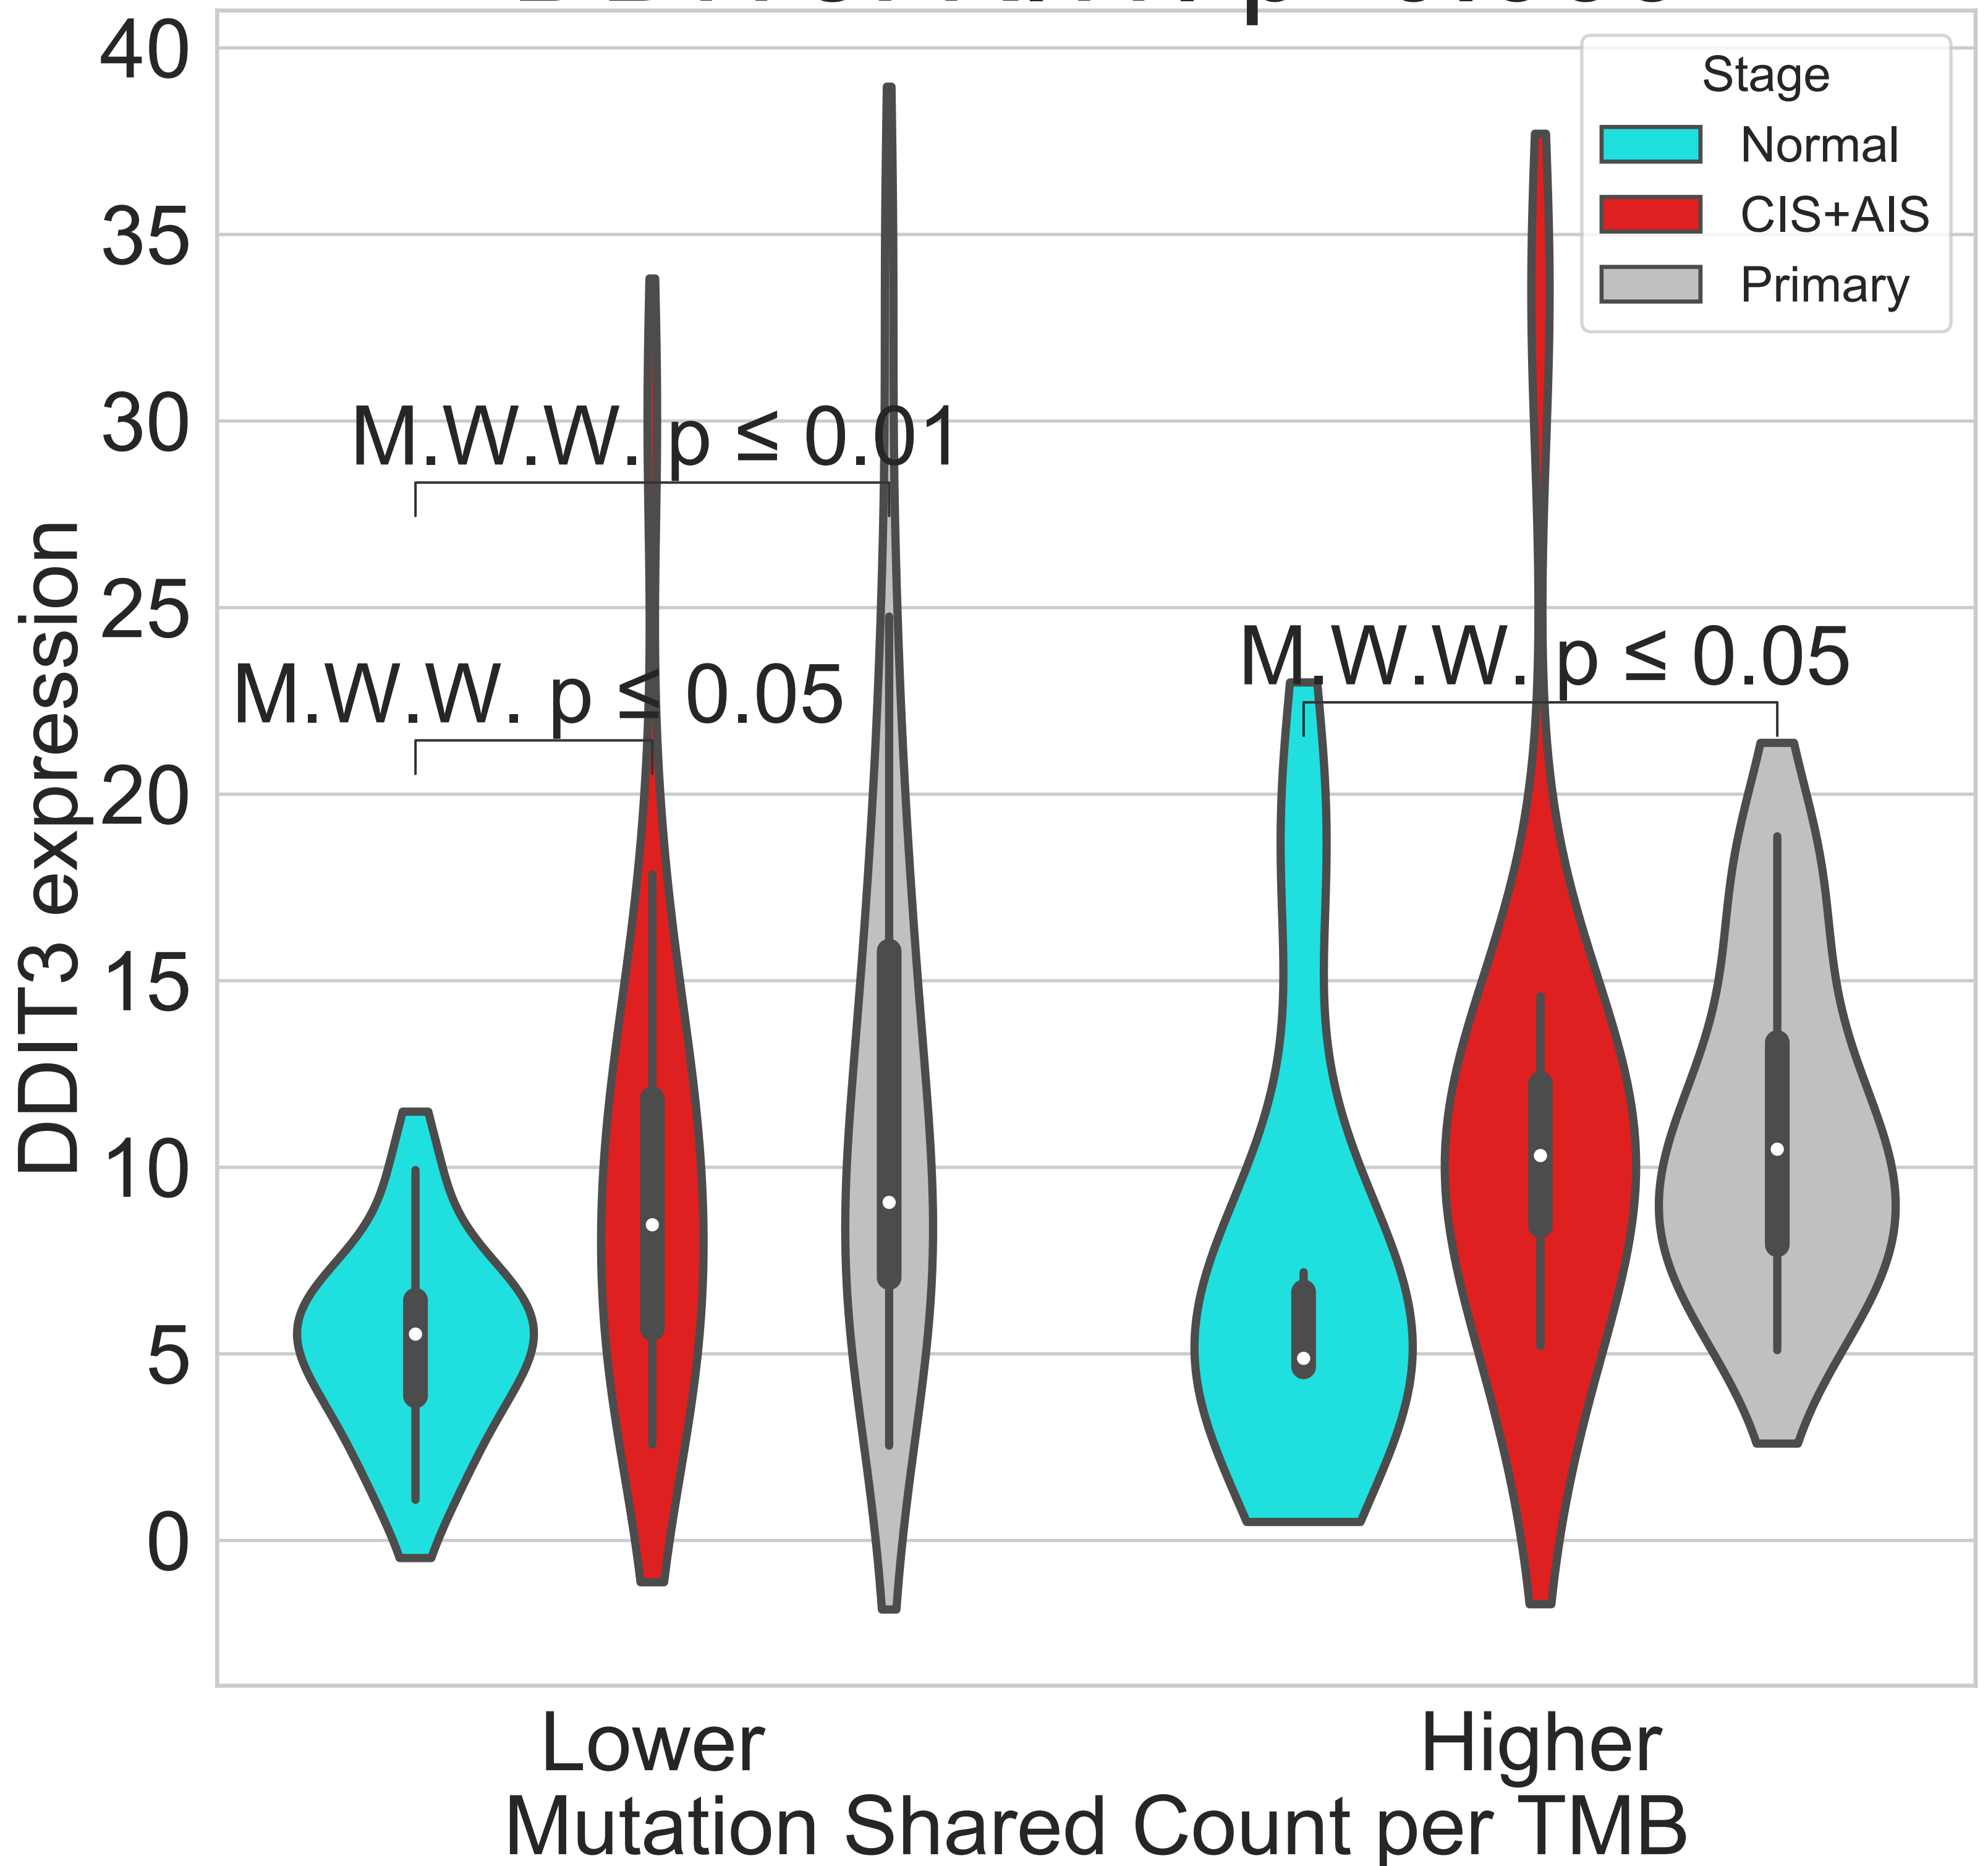 40
35
30
25
20
15
10
5
0
DDIT3 expression
Stage
Normal
CIS+AIS
Primary
M.W.W. p ≤ 0.01
M.W.W. p ≤ 0.05
M.W.W. p ≤ 0.05
Lower
Higher
Mutation Shared Count per TMB